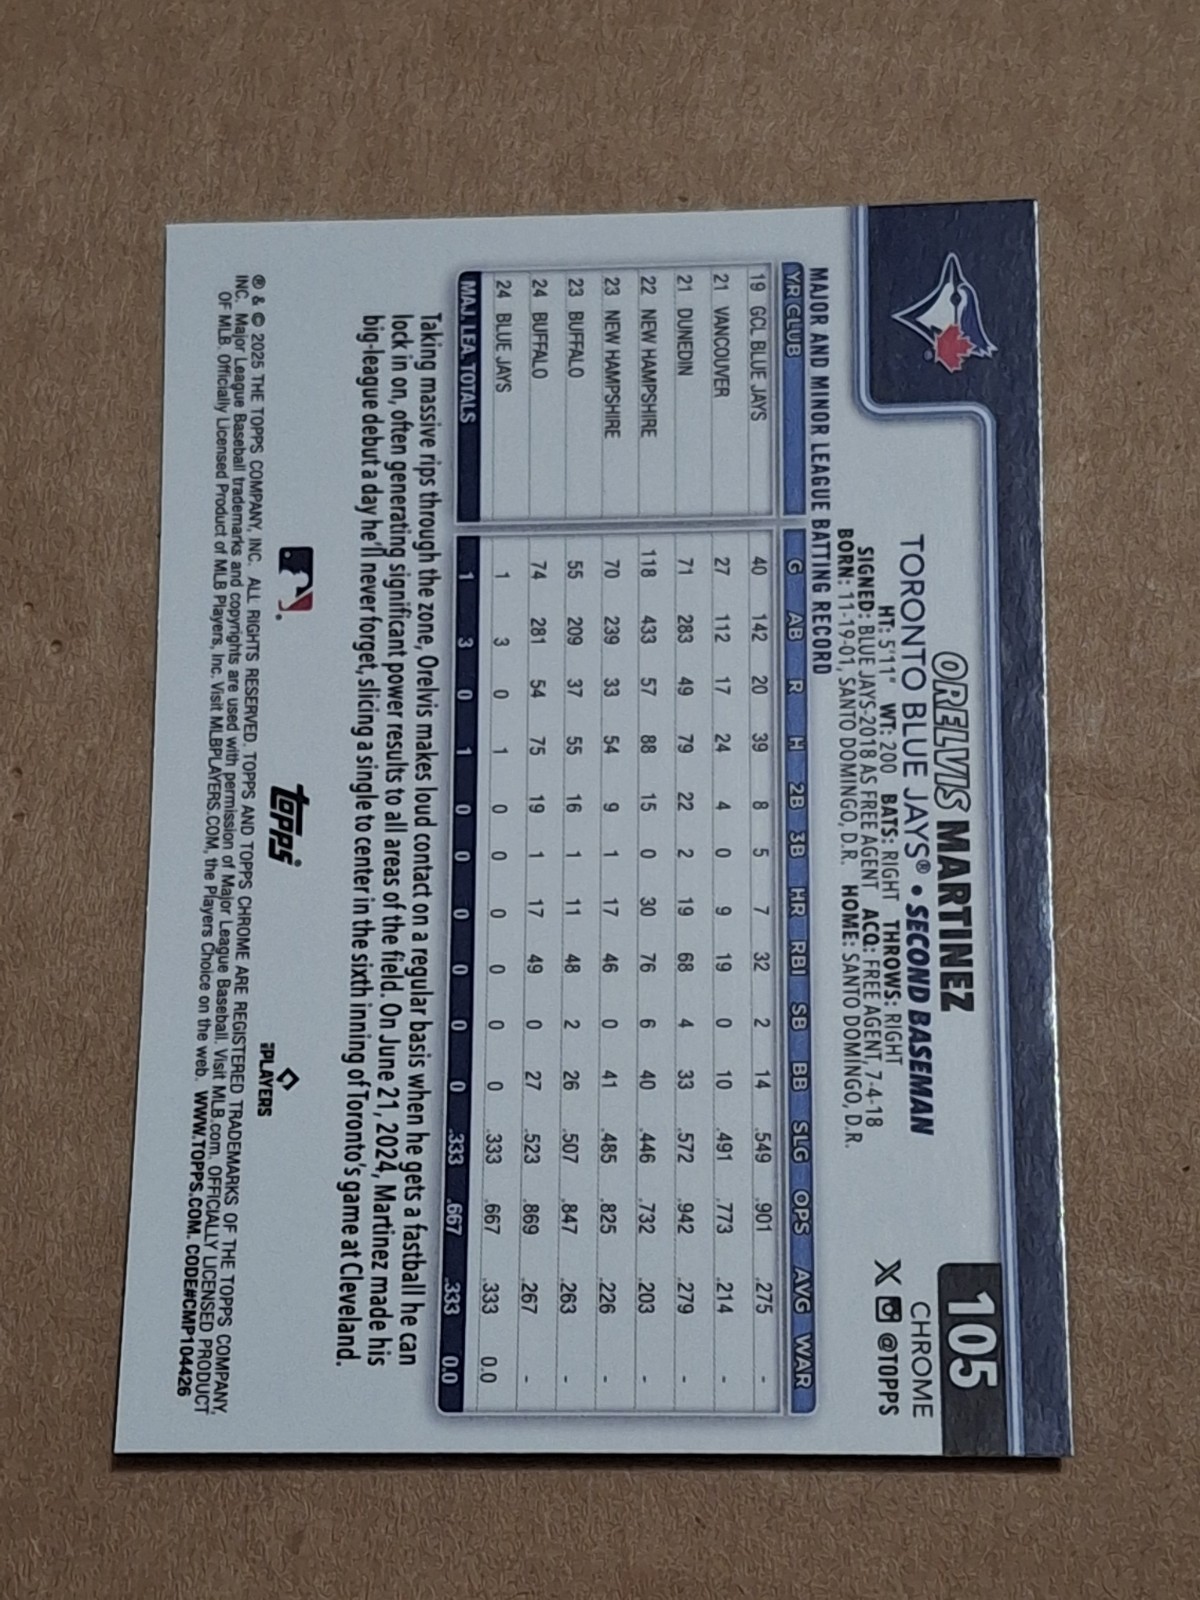 105
CHROME
X @TOPPS
ORELVIS MARTINEZ
TORONTO BLUE JAYS® • SECOND BASEMAN
HT: 5'11" WT: 200 BATS: RIGHT THROWS: RIGHT
SIGNED: BLUE JAYS-2018 AS FREE AGENT ACQ: FREE AGENT, 7-4-18
BORN: 11-19-01, SANTO DOMINGO, D.R. HOME: SANTO DOMINGO, D.R.
MAJOR AND MINOR LEAGUE BATTING RECORD
YR CLUB G AB R H 2B 3B HR RBI SB BB SLG OPS AVG WAR
19 GCL BLUE JAYS 40 142 20 39 8 5 7 32 2 14 .549 .901 .275 -
21 VANCOUVER 27 112 17 24 4 0 9 19 0 10 .491 .773 .214 -
21 DUNEDIN 71 283 49 79 22 2 19 68 4 33 .572 .942 .279 -
22 NEW HAMPSHIRE 118 433 57 88 15 0 30 76 6 40 .446 .732 .203 -
23 NEW HAMPSHIRE 70 239 33 54 9 1 17 46 0 41 .485 .825 .226 -
23 BUFFALO 55 209 37 55 16 1 11 48 2 26 .507 .847 .263 -
24 BUFFALO 74 281 54 75 19 1 17 49 0 27 .523 .869 .267 -
24 BLUE JAYS 1 3 0 1 0 0 0 0 0 0 .333 .667 .333 0.0
MAJ. LEA. TOTALS 1 3 0 1 0 0 0 0 0 0 .333 .667 .333 0.0
Taking massive rips through the zone, Orelvis makes loud contact on a regular basis when he gets a fastball he can
lock in on, often generating significant power results to all areas of the field. On June 21, 2024, Martinez made his
big-league debut a day he'll never forget, slicing a single to center in the sixth inning of Toronto's game at Cleveland.
topps
PLAYERS
® & © 2025 THE TOPPS COMPANY, INC. ALL RIGHTS RESERVED. TOPPS AND TOPPS CHROME ARE REGISTERED TRADEMARKS OF THE TOPPS COMPANY,
INC. Major League Baseball trademarks and copyrights are used with permission of Major League Baseball. Visit MLB.com. OFFICIALLY LICENSED PRODUCT
OF MLB. Officially Licensed Product of MLB Players, Inc. Visit MLBPLAYERS.COM, the Players Choice on the web. WWW.TOPPS.COM. CODE#CMP104426